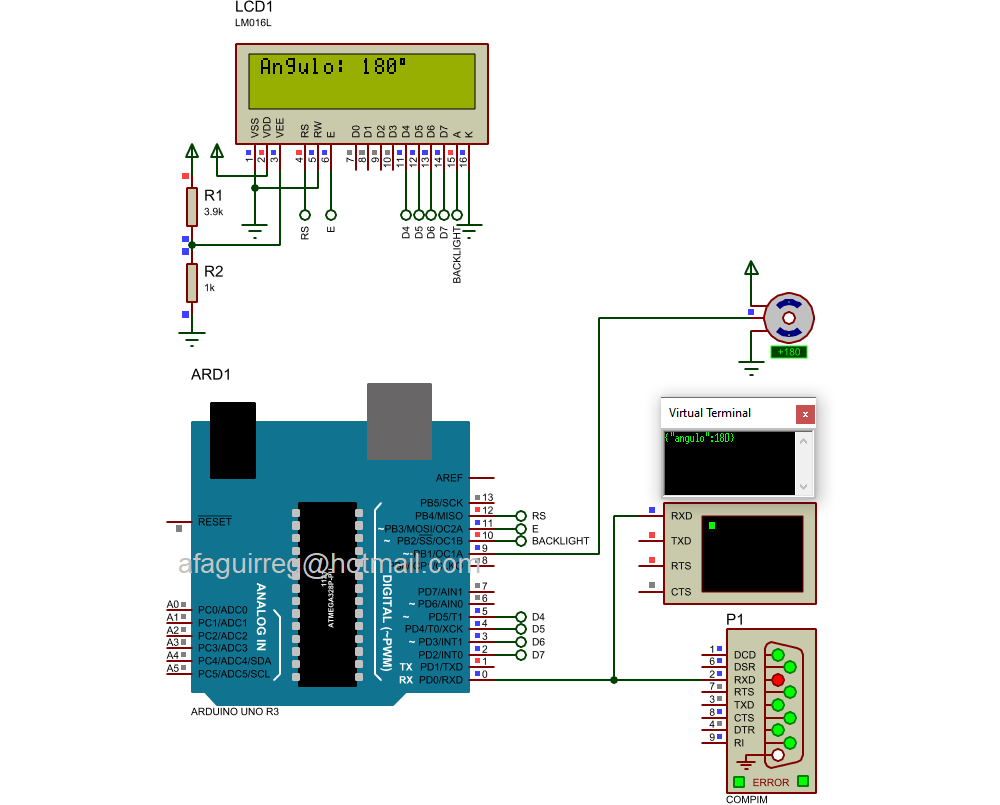 LCD1
LM016L
Angulo: 180°
VSS VDD VEE RS RW E D0 D1 D2 D3 D4 D5 D6 D7 A K
1 2 3 4 5 6 7 8 9 10 11 12 13 14 15 16
R1
3.9k
RS E D4 D5 D6 D7 BACKLIGHT
R2
1k
+180
ARD1
Virtual Terminal x
{"angulo":180}
AREF
PB5/SCK 13
RESET PB4/MISO 12 RS
~PB3/MOSI/OC2A 11 E
~ PB2/SS/OC1B 10 BACKLIGHT
~ PB1/OC1A 9
8
afaguirreg@hotmail.com
RXD
TXD
RTS
CTS
ATMEGA328P-PU
ANALOG IN
DIGITAL (~PWM)
PD7/AIN1 7
~ PD6/AIN0 6
~ PD5/T1 5 D4
PD4/T0/XCK 4 D5
~ PD3/INT1 3 D6
PD2/INT0 2 D7
TX PD1/TXD 1
RX PD0/RXD 0
A0 PC0/ADC0
A1 PC1/ADC1
A2 PC2/ADC2
A3 PC3/ADC3
A4 PC4/ADC4/SDA
A5 PC5/ADC5/SCL
ARDUINO UNO R3
P1
1 DCD
6 DSR
2 RXD
7 RTS
3 TXD
8 CTS
4 DTR
9 RI
ERROR
COMPIM